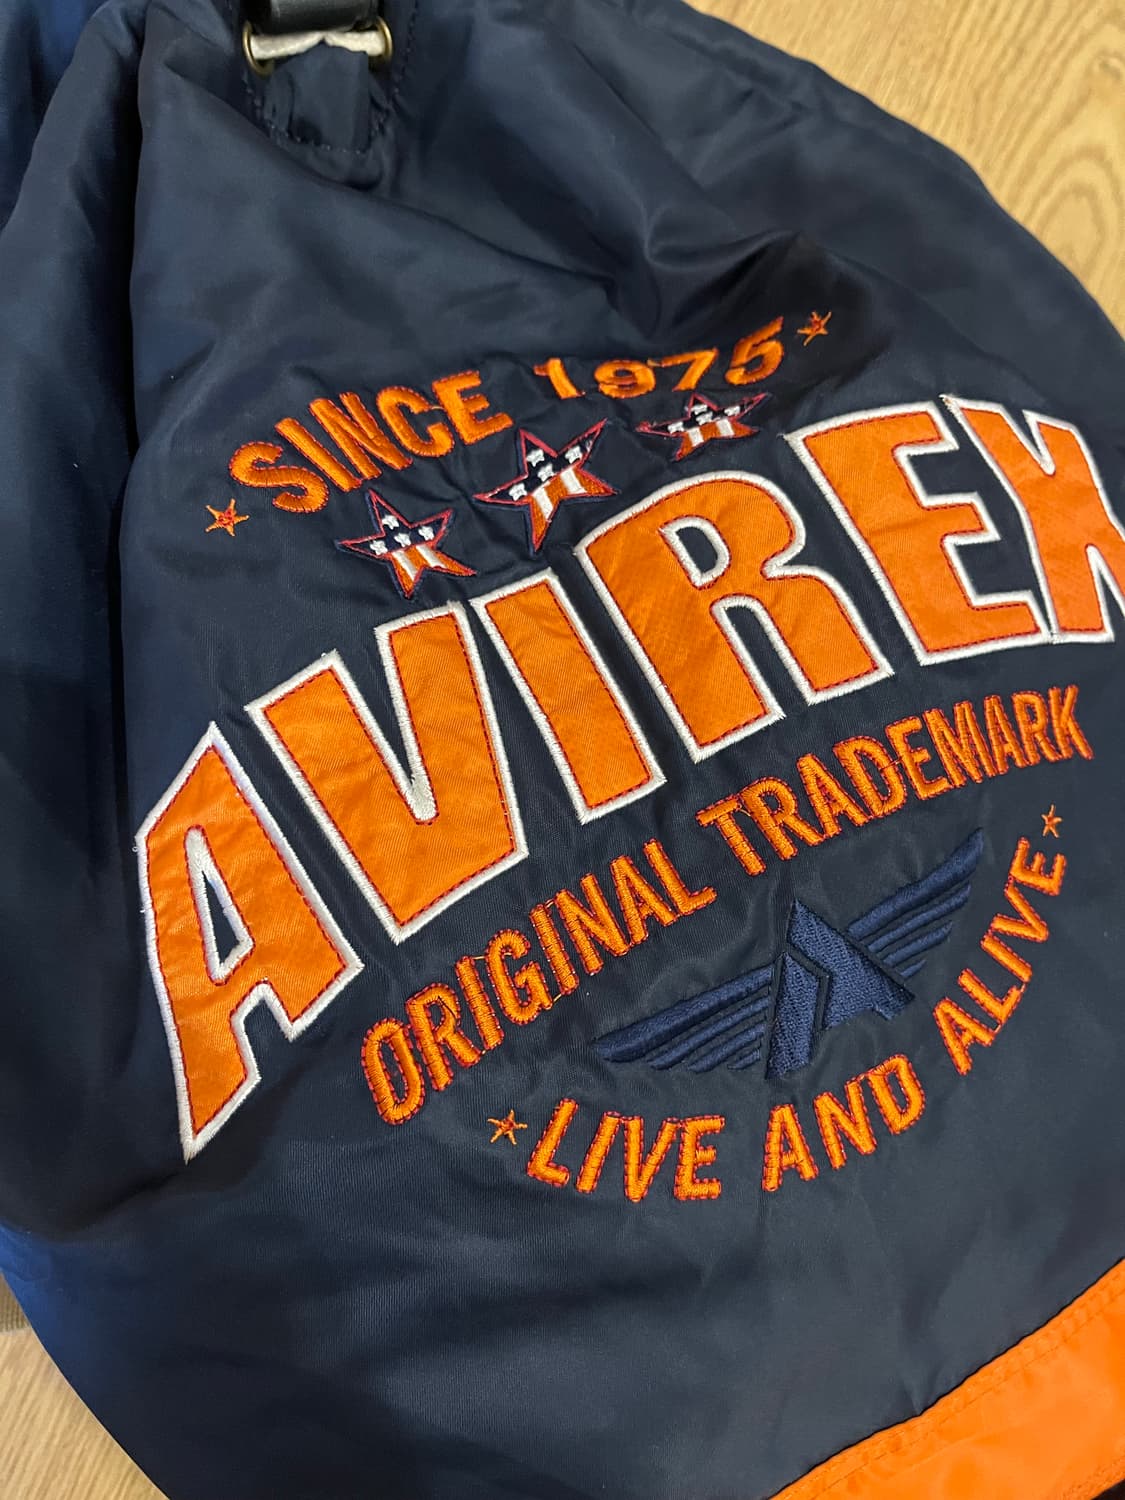 SINCE 1975
AVIREX
ORIGINAL TRADEMARK
LIVE AND ALIVE